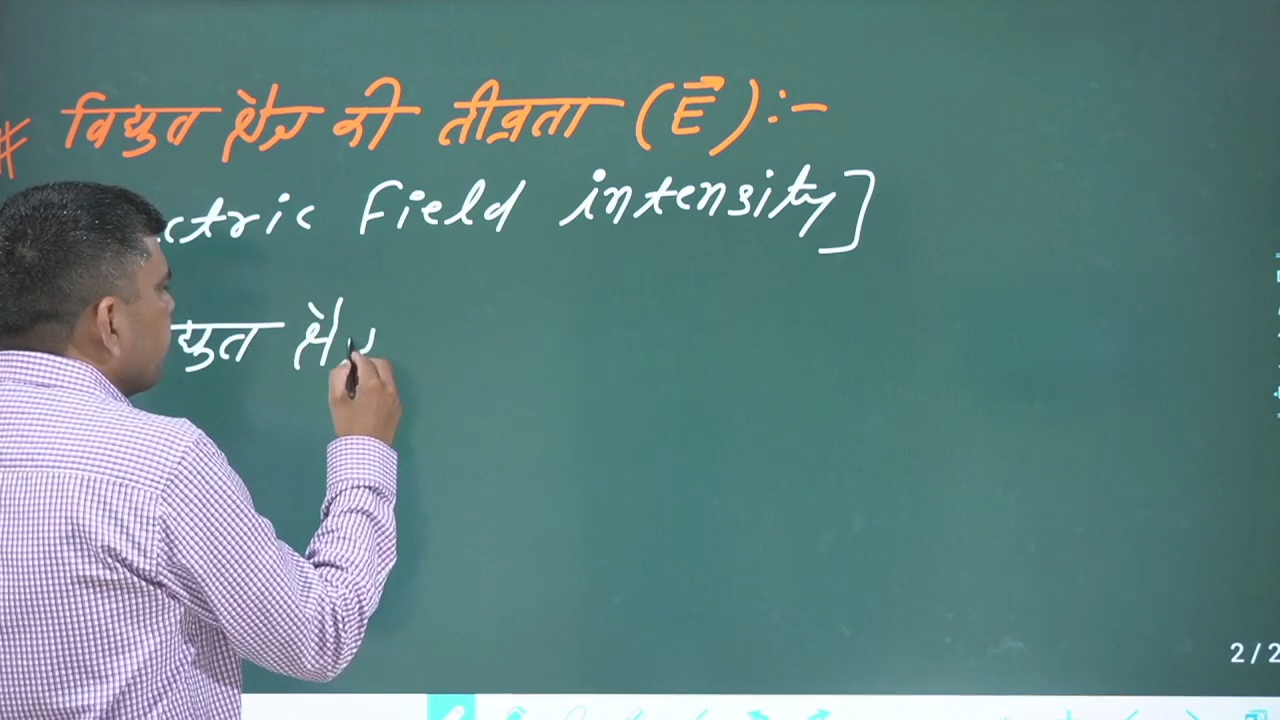 # विद्युत क्षेत्र की तीव्रता (E⃗) :-
ctric Field intensity]
द्युत क्षेत्र
2/2